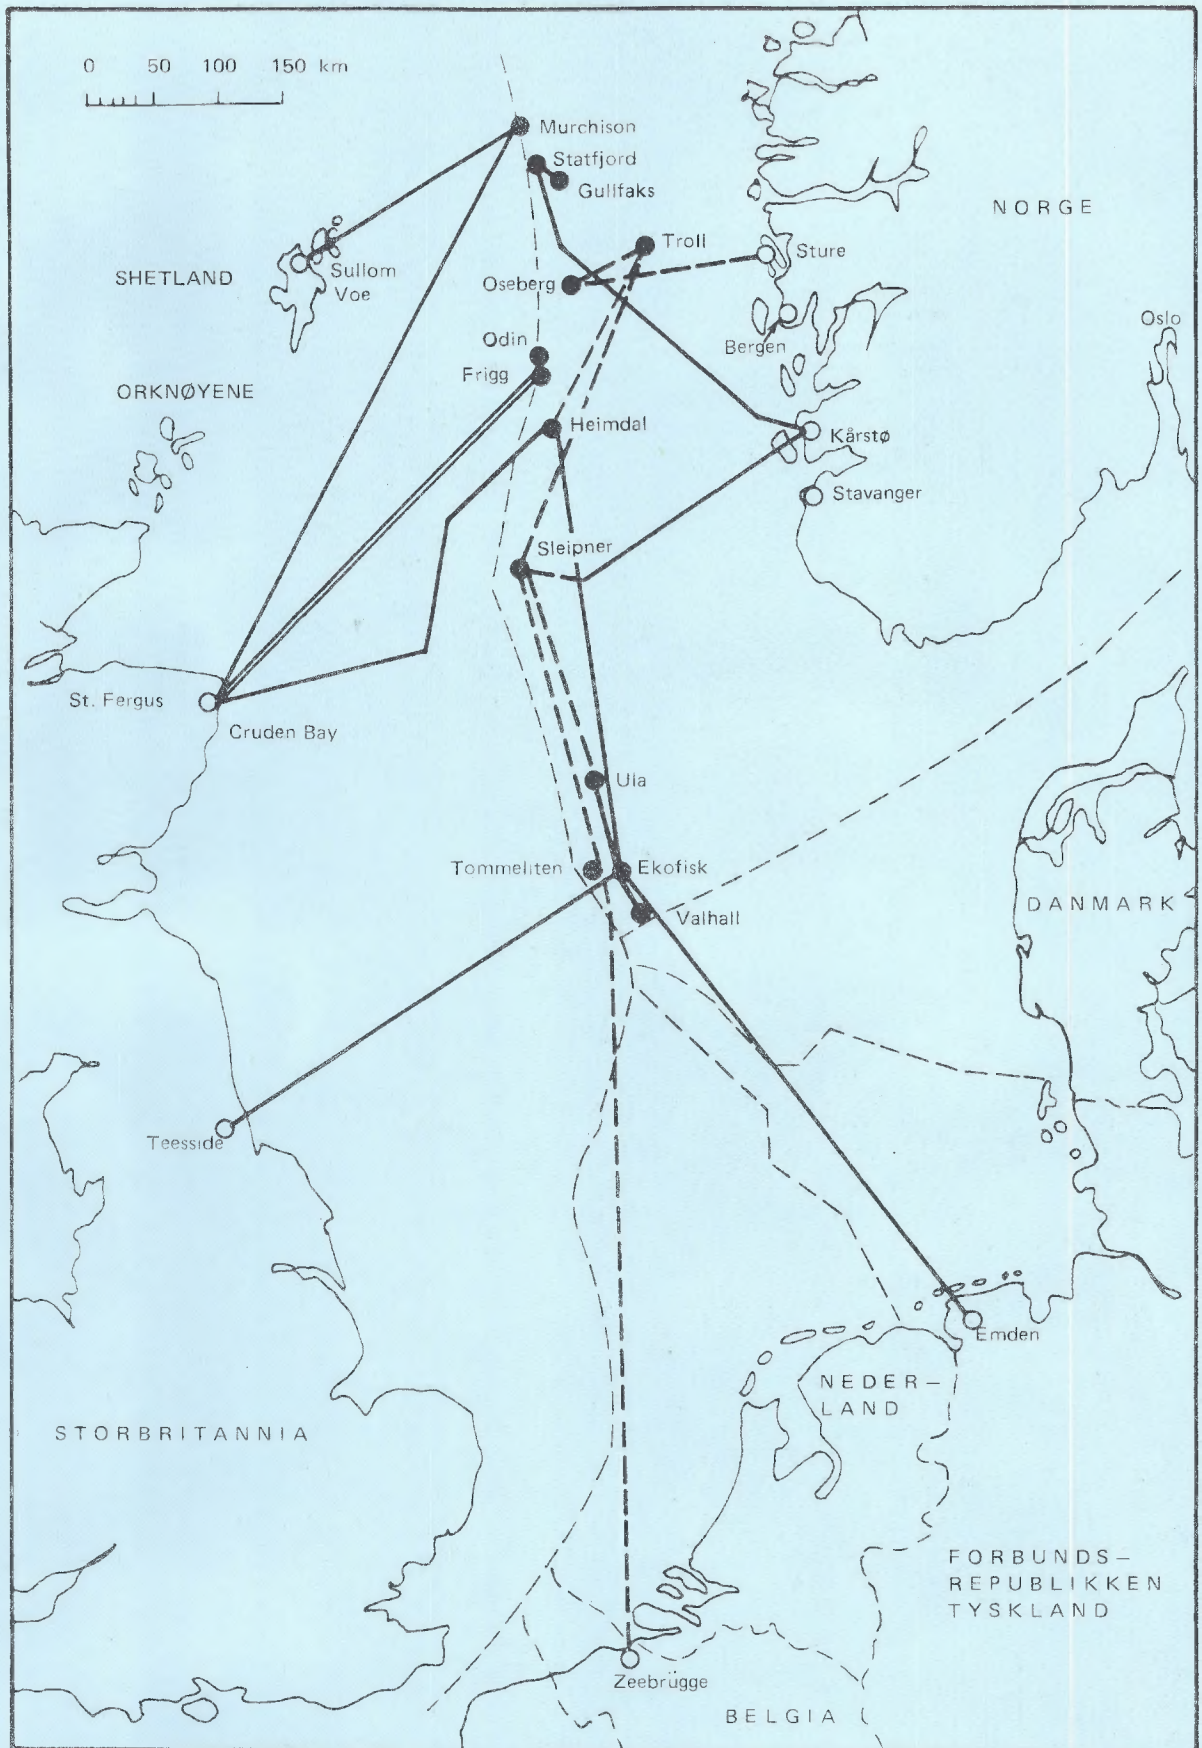 0 50 100 150 km
Murchison
Statfjord
Gullfaks
NORGE
Troll
Sture
SHETLAND
Sullom
Voe
Oseberg
Oslo
Odin
Bergen
Frigg
ORKNØYENE
Heimdal
Kårstø
Stavanger
Sleipner
St. Fergus
Cruden Bay
Ula
Tommeliten
Ekofisk
DANMARK
Valhall
Teesside
Emden
NEDER-
LAND
STORBRITANNIA
FORBUNDS-
REPUBLIKKEN
TYSKLAND
Zeebrügge
BELGIA